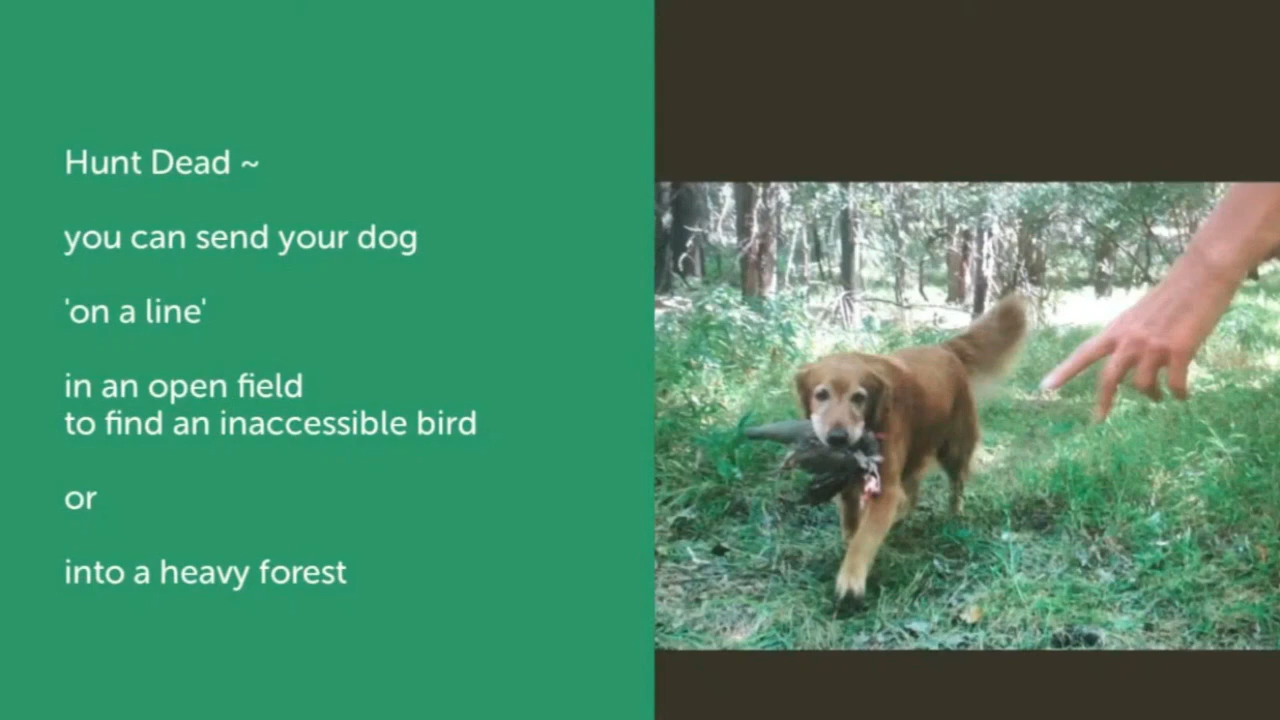 Hunt Dead ~
you can send your dog
'on a line'
in an open field
to find an inaccessible bird
or
into a heavy forest